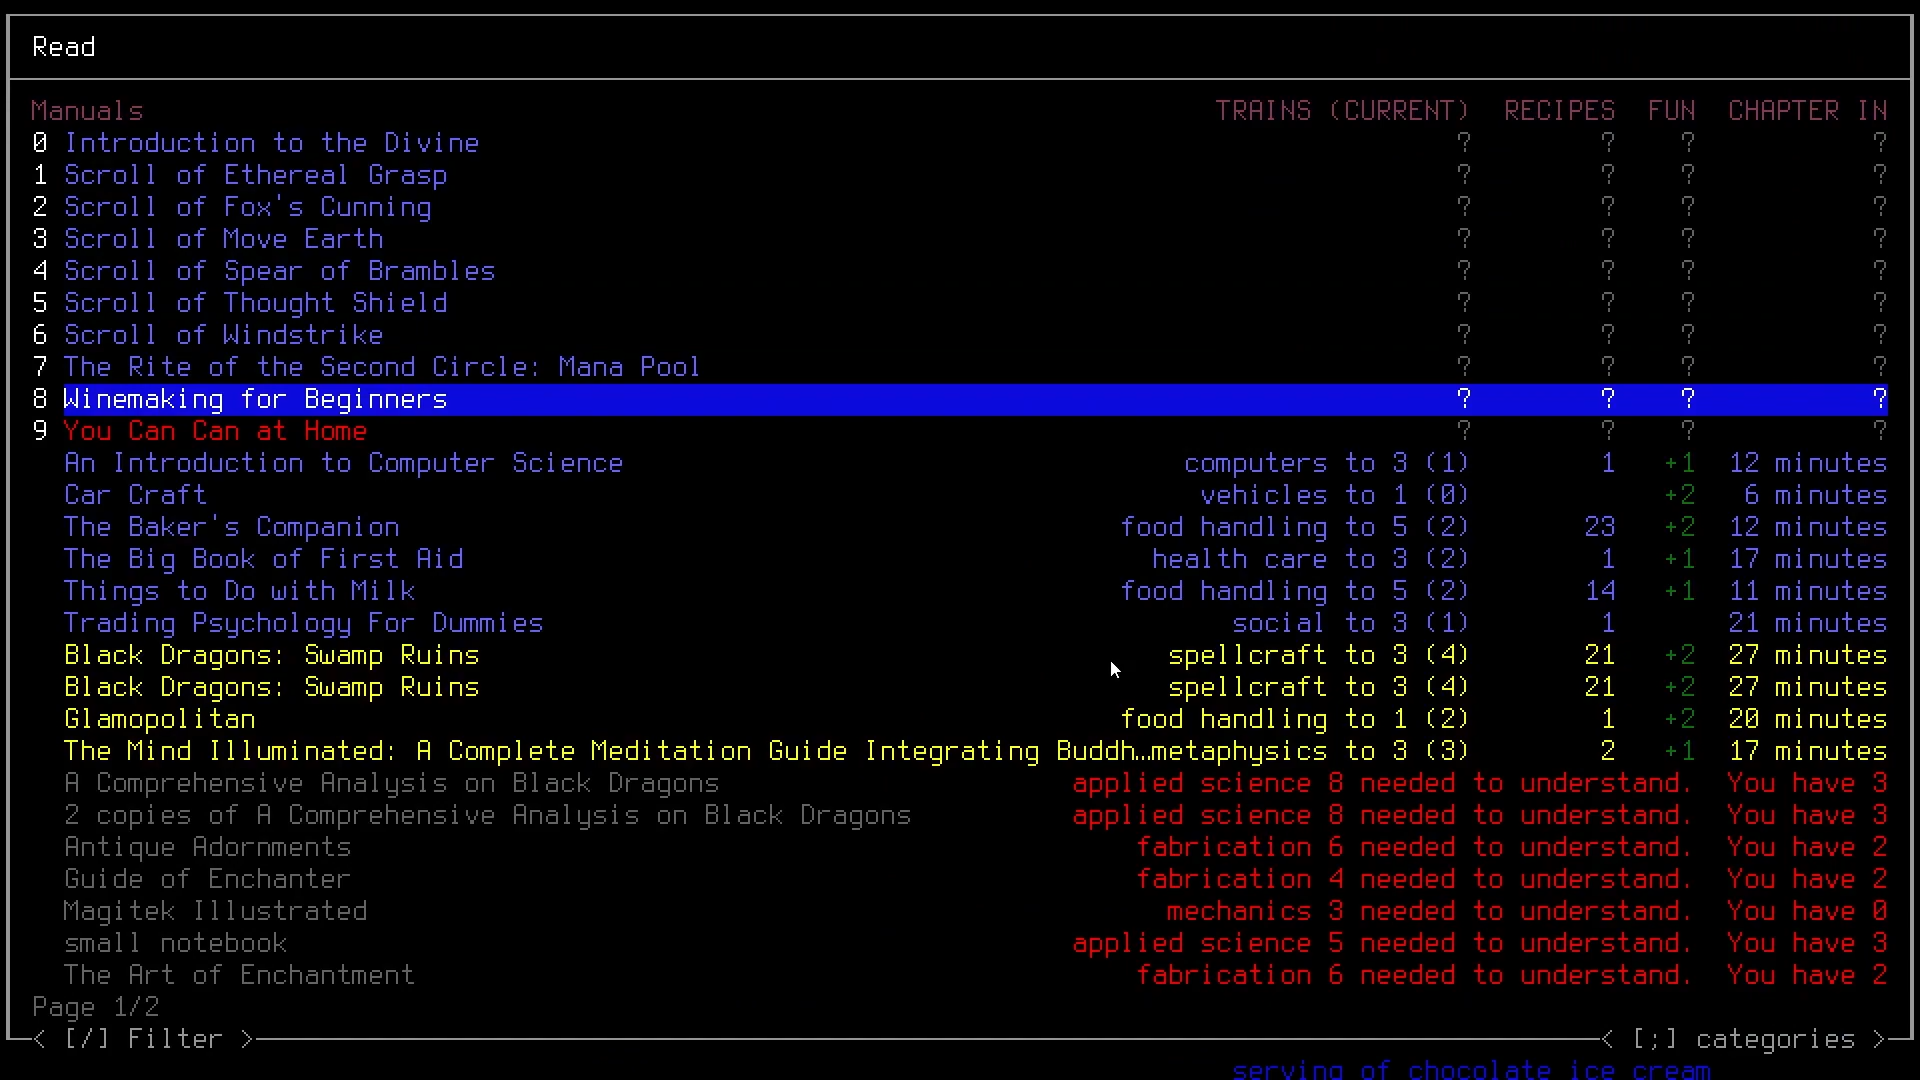 Read
Manuals TRAINS (CURRENT) RECIPES FUN CHAPTER IN
0 Introduction to the Divine ? ? ? ?
1 Scroll of Ethereal Grasp ? ? ? ?
2 Scroll of Fox's Cunning ? ? ? ?
3 Scroll of Move Earth ? ? ? ?
4 Scroll of Spear of Brambles ? ? ? ?
5 Scroll of Thought Shield ? ? ? ?
6 Scroll of Windstrike ? ? ? ?
7 The Rite of the Second Circle: Mana Pool ? ? ? ?
8 Winemaking for Beginners ? ? ? ?
9 You Can Can at Home ? ? ? ?
An Introduction to Computer Science computers to 3 (1) 1 +1 12 minutes
Car Craft vehicles to 1 (0) +2 6 minutes
The Baker's Companion food handling to 5 (2) 23 +2 12 minutes
The Big Book of First Aid health care to 3 (2) 1 +1 17 minutes
Things to Do with Milk food handling to 5 (2) 14 +1 11 minutes
Trading Psychology For Dummies social to 3 (1) 1 21 minutes
Black Dragons: Swamp Ruins spellcraft to 3 (4) 21 +2 27 minutes
Black Dragons: Swamp Ruins spellcraft to 3 (4) 21 +2 27 minutes
Glamopolitan food handling to 1 (2) 1 +2 20 minutes
The Mind Illuminated: A Complete Meditation Guide Integrating Buddh…metaphysics to 3 (3) 2 +1 17 minutes
A Comprehensive Analysis on Black Dragons applied science 8 needed to understand. You have 3
2 copies of A Comprehensive Analysis on Black Dragons applied science 8 needed to understand. You have 3
Antique Adornments fabrication 6 needed to understand. You have 2
Guide of Enchanter fabrication 4 needed to understand. You have 2
Magitek Illustrated mechanics 3 needed to understand. You have 0
small notebook applied science 5 needed to understand. You have 3
The Art of Enchantment fabrication 6 needed to understand. You have 2
Page 1/2
< [/] Filter > < [;] categories >
serving of chocolate ice cream